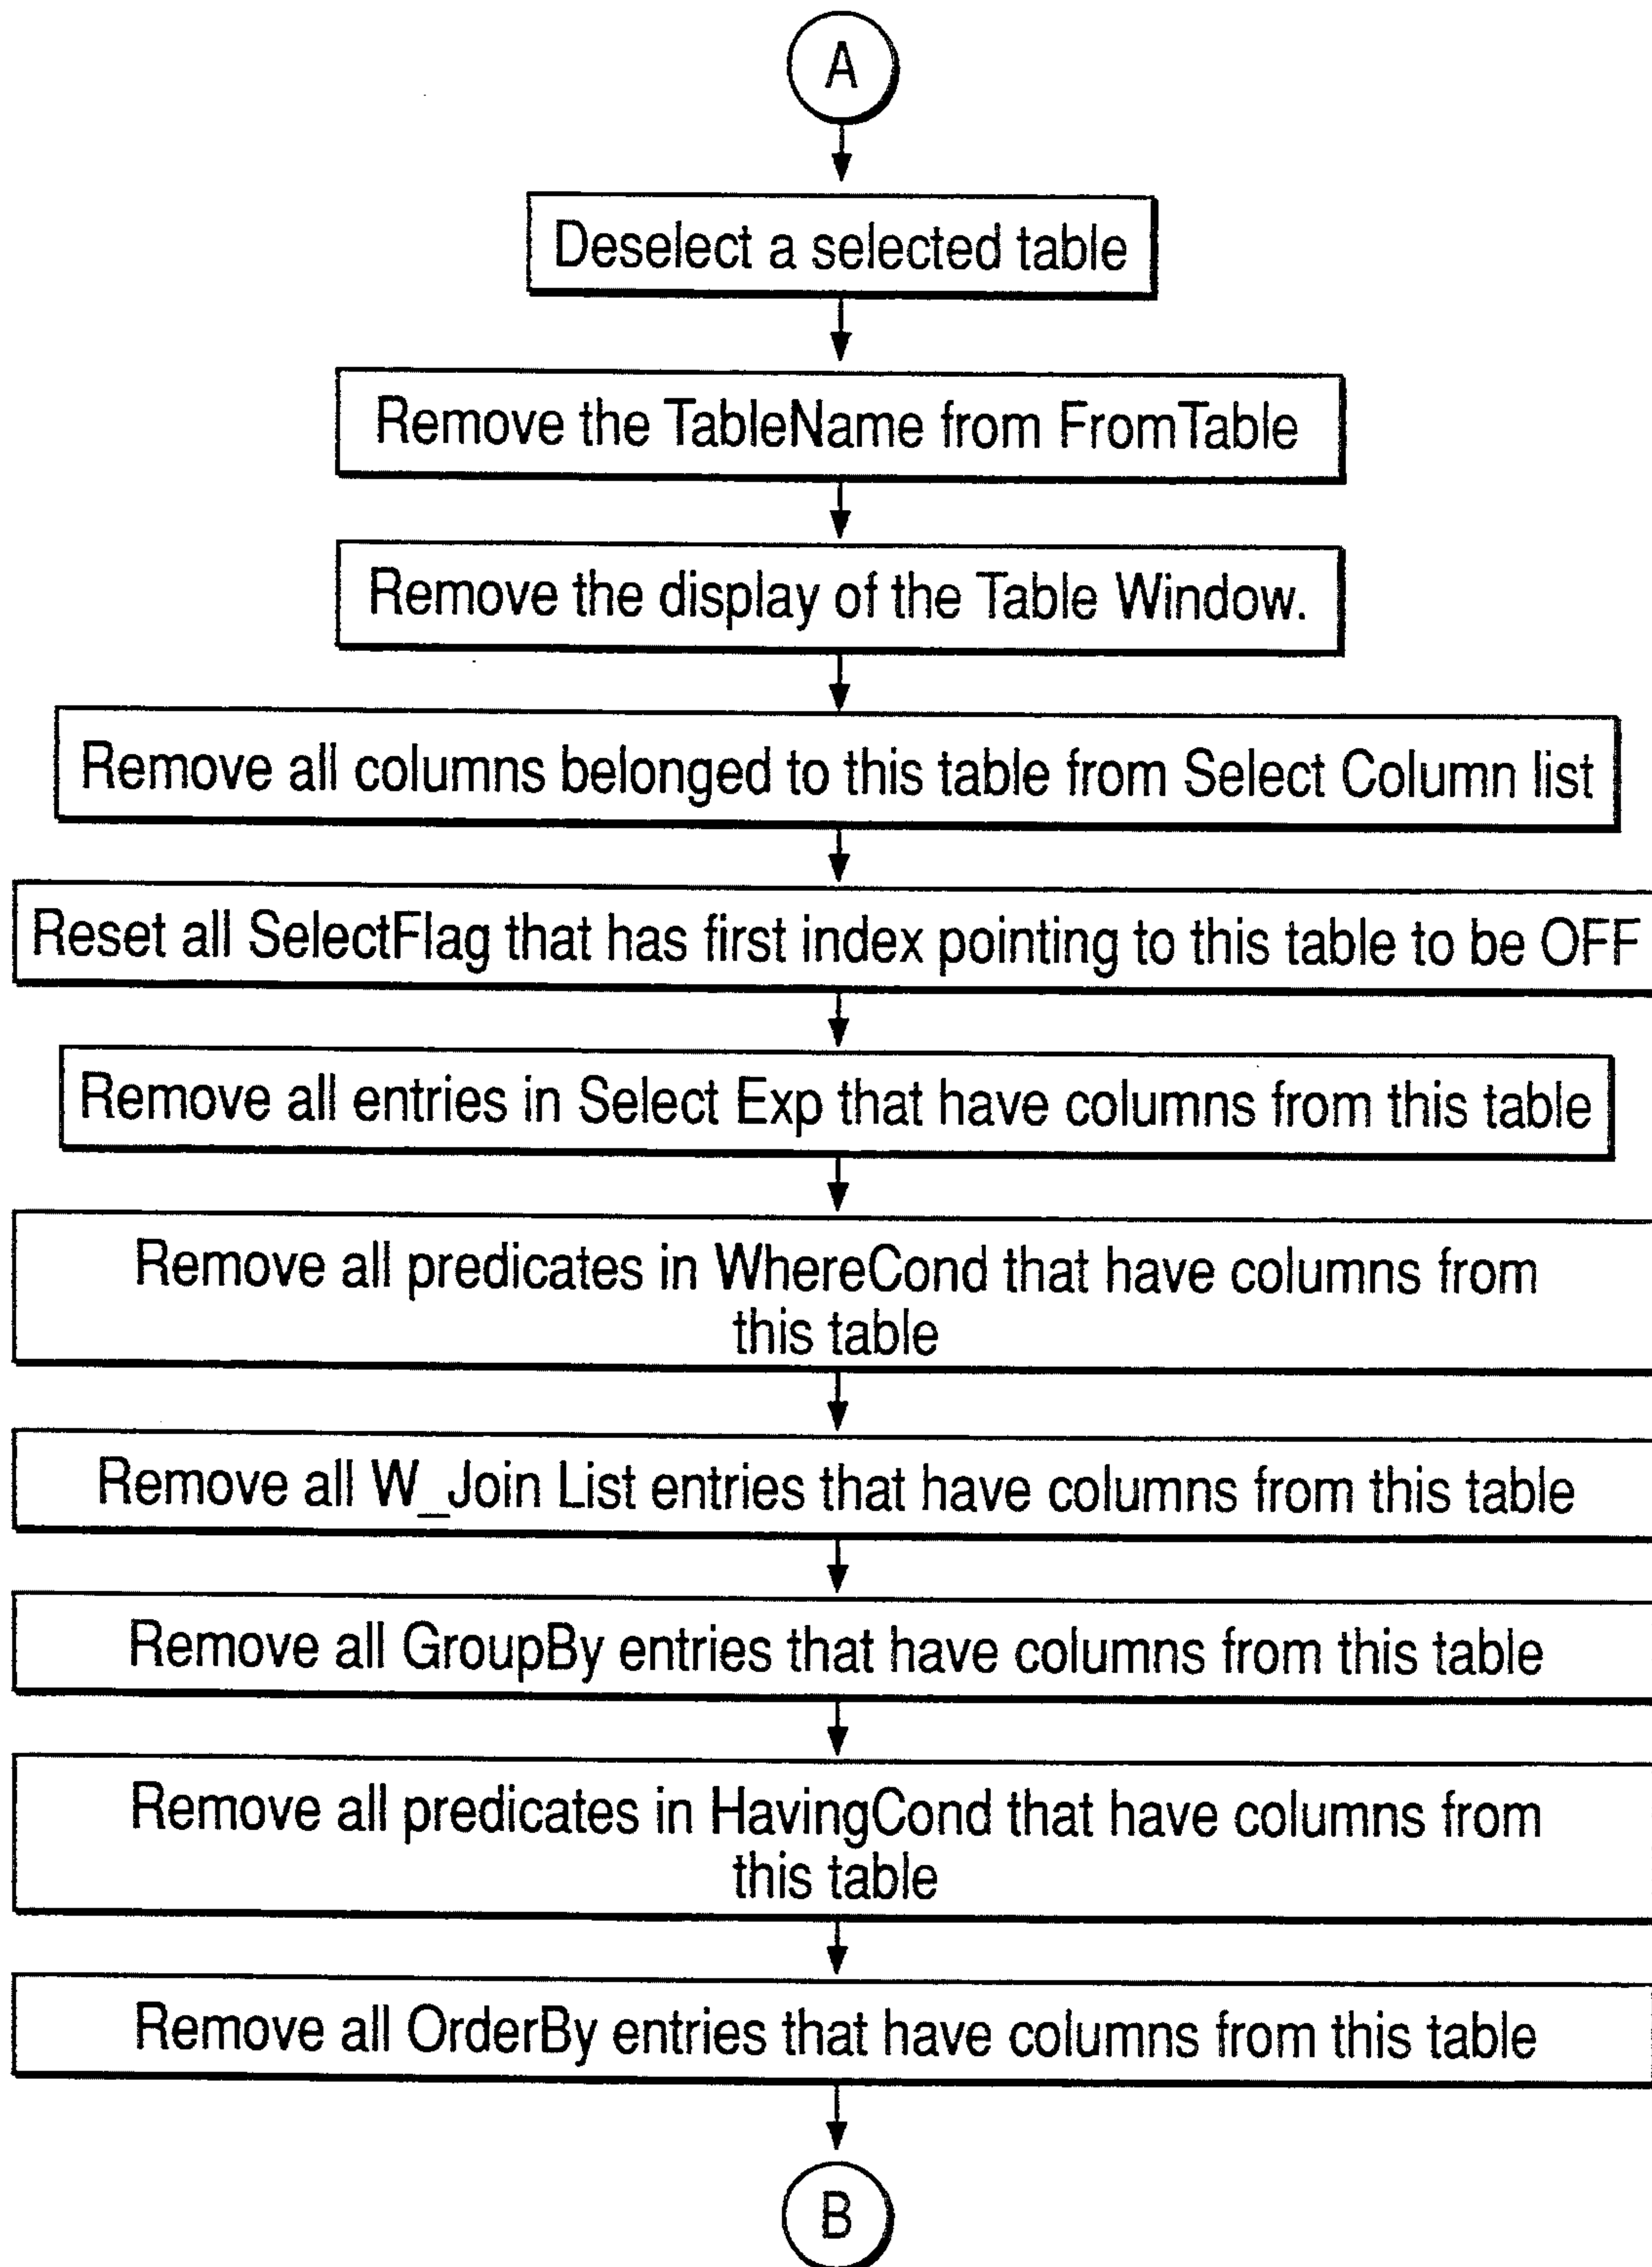 A
Deselect a selected table
Remove the TableName from FromTable
Remove the display of the Table Window.
Remove all columns belonged to this table from Select Column list
Reset all SelectFlag that has first index pointing to this table to be OFF
Remove all entries in Select Exp that have columns from this table
Remove all predicates in WhereCond that have columns from
this table
Remove all W_Join List entries that have columns from this table
Remove all GroupBy entries that have columns from this table
Remove all predicates in HavingCond that have columns from
this table
Remove all OrderBy entries that have columns from this table
B